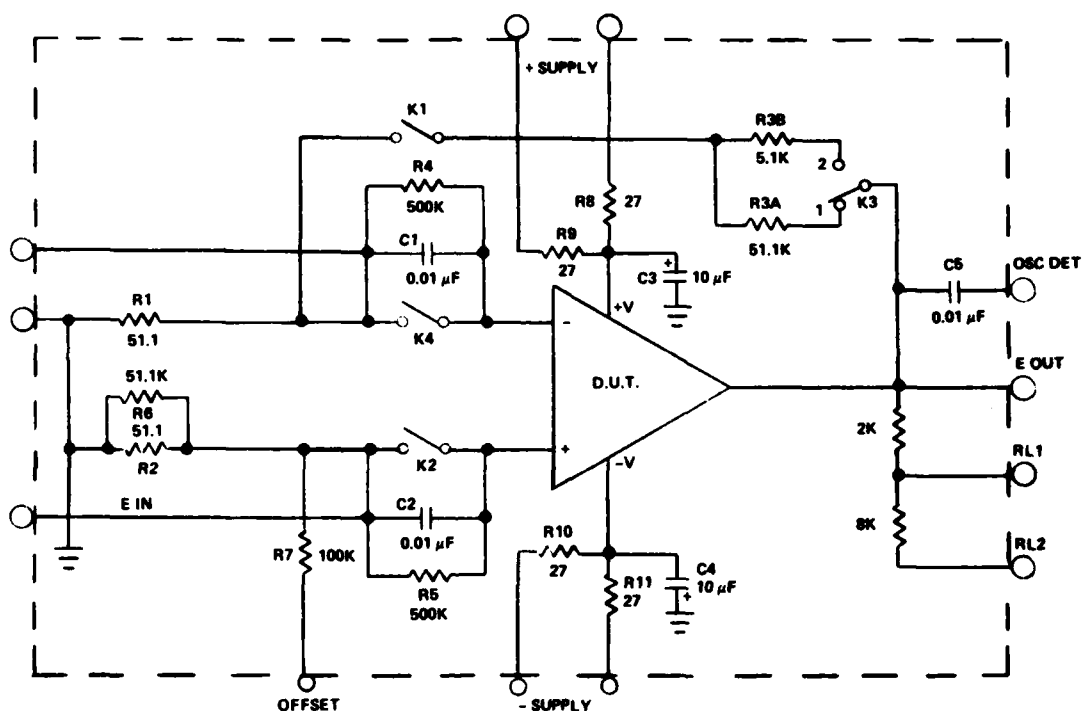 + SUPPLY
K1
R3B
5.1K
2
R4
500K
R8
27
R3A
1
K3
51.1K
R9
27
C1
0.01 µF
+
C3
10 µF
C5
OSC DET
0.01 µF
R1
51.1
K4
-
+V
D.U.T.
E OUT
51.1K
R6
51.1
R2
K2
+
-V
2K
RL1
E IN
C2
0.01 µF
R7
100K
R10
27
8K
R5
500K
R11
27
C4
10 µF
+
RL2
OFFSET
- SUPPLY